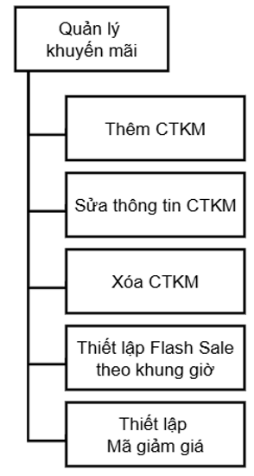 Quản lý
khuyến mãi
Thêm CTKM
Sửa thông tin CTKM
Xóa CTKM
Thiết lập Flash Sale
theo khung giờ
Thiết lập
Mã giảm giá